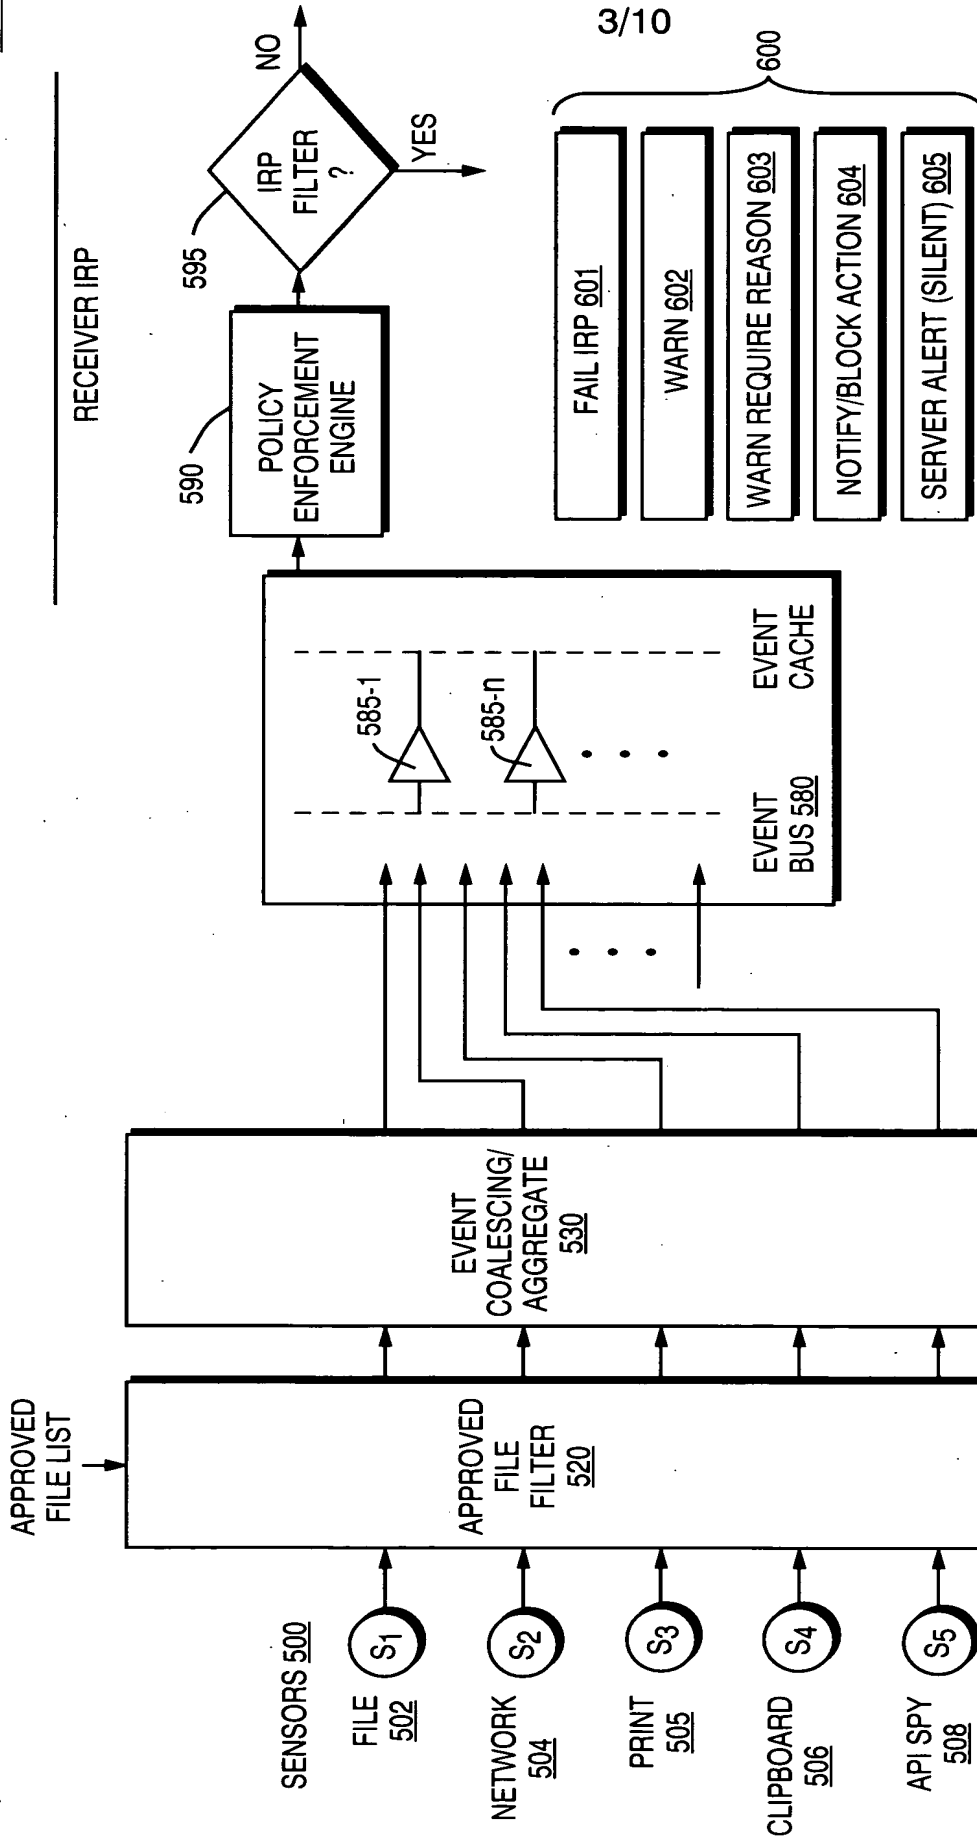 3/10
RECEIVER IRP
APPROVED
FILE LIST
SENSORS 500
FILE
502
S1
NETWORK
504
S2
PRINT
505
S3
CLIPBOARD
506
S4
API SPY
508
S5
APPROVED
FILE
FILTER
520
EVENT
COALESCING/
AGGREGATE
530
585-1
585-n
EVENT
BUS 580
EVENT
CACHE
590
POLICY
ENFORCEMENT
ENGINE
595
IRP
FILTER
?
NO
YES
FAIL IRP 601
WARN 602
WARN REQUIRE REASON 603
NOTIFY/BLOCK ACTION 604
SERVER ALERT (SILENT) 605
600